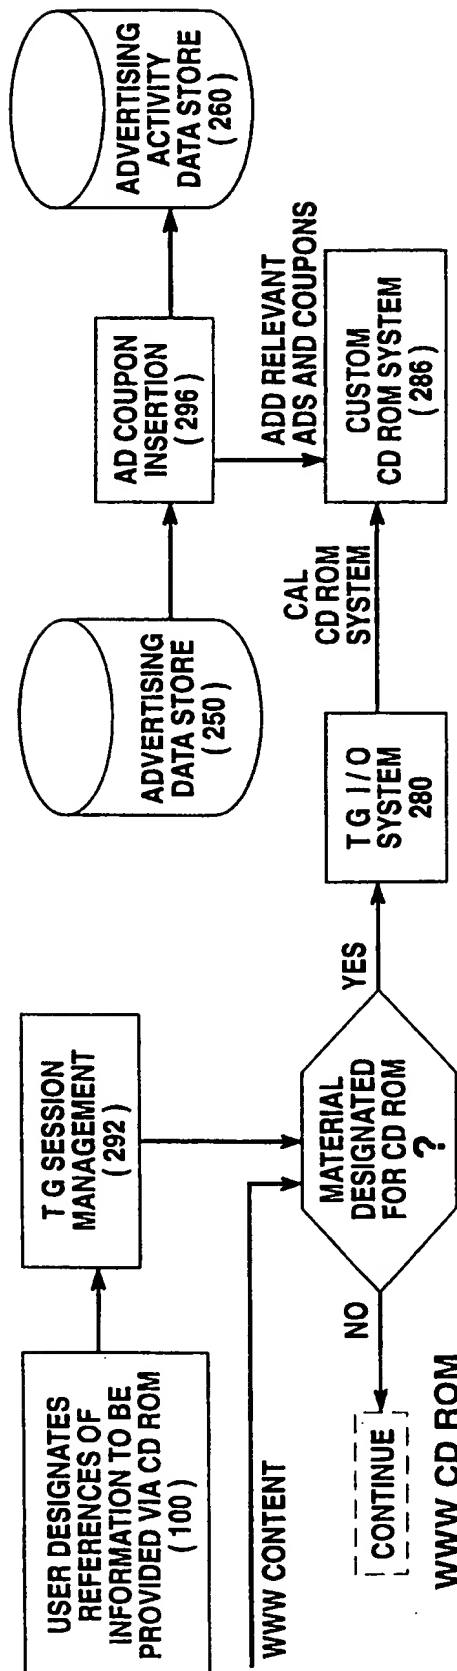 USER DESIGNATES
REFERENCES OF
INFORMATION TO BE
PROVIDED VIA CD ROM
(100)
T G SESSION
MANAGEMENT
(292)
WWW CONTENT
MATERIAL
DESIGNATED
FOR CD ROM
?
NO
CONTINUE
YES
T G I/O
SYSTEM
280
CAL
CD ROM
SYSTEM
ADVERTISING
DATA STORE
(250)
AD COUPON
INSERTION
(296)
ADVERTISING
ACTIVITY
DATA STORE
(260)
ADD RELEVANT
ADS AND COUPONS
CUSTOM
CD ROM SYSTEM
(286)
WWW CD ROM